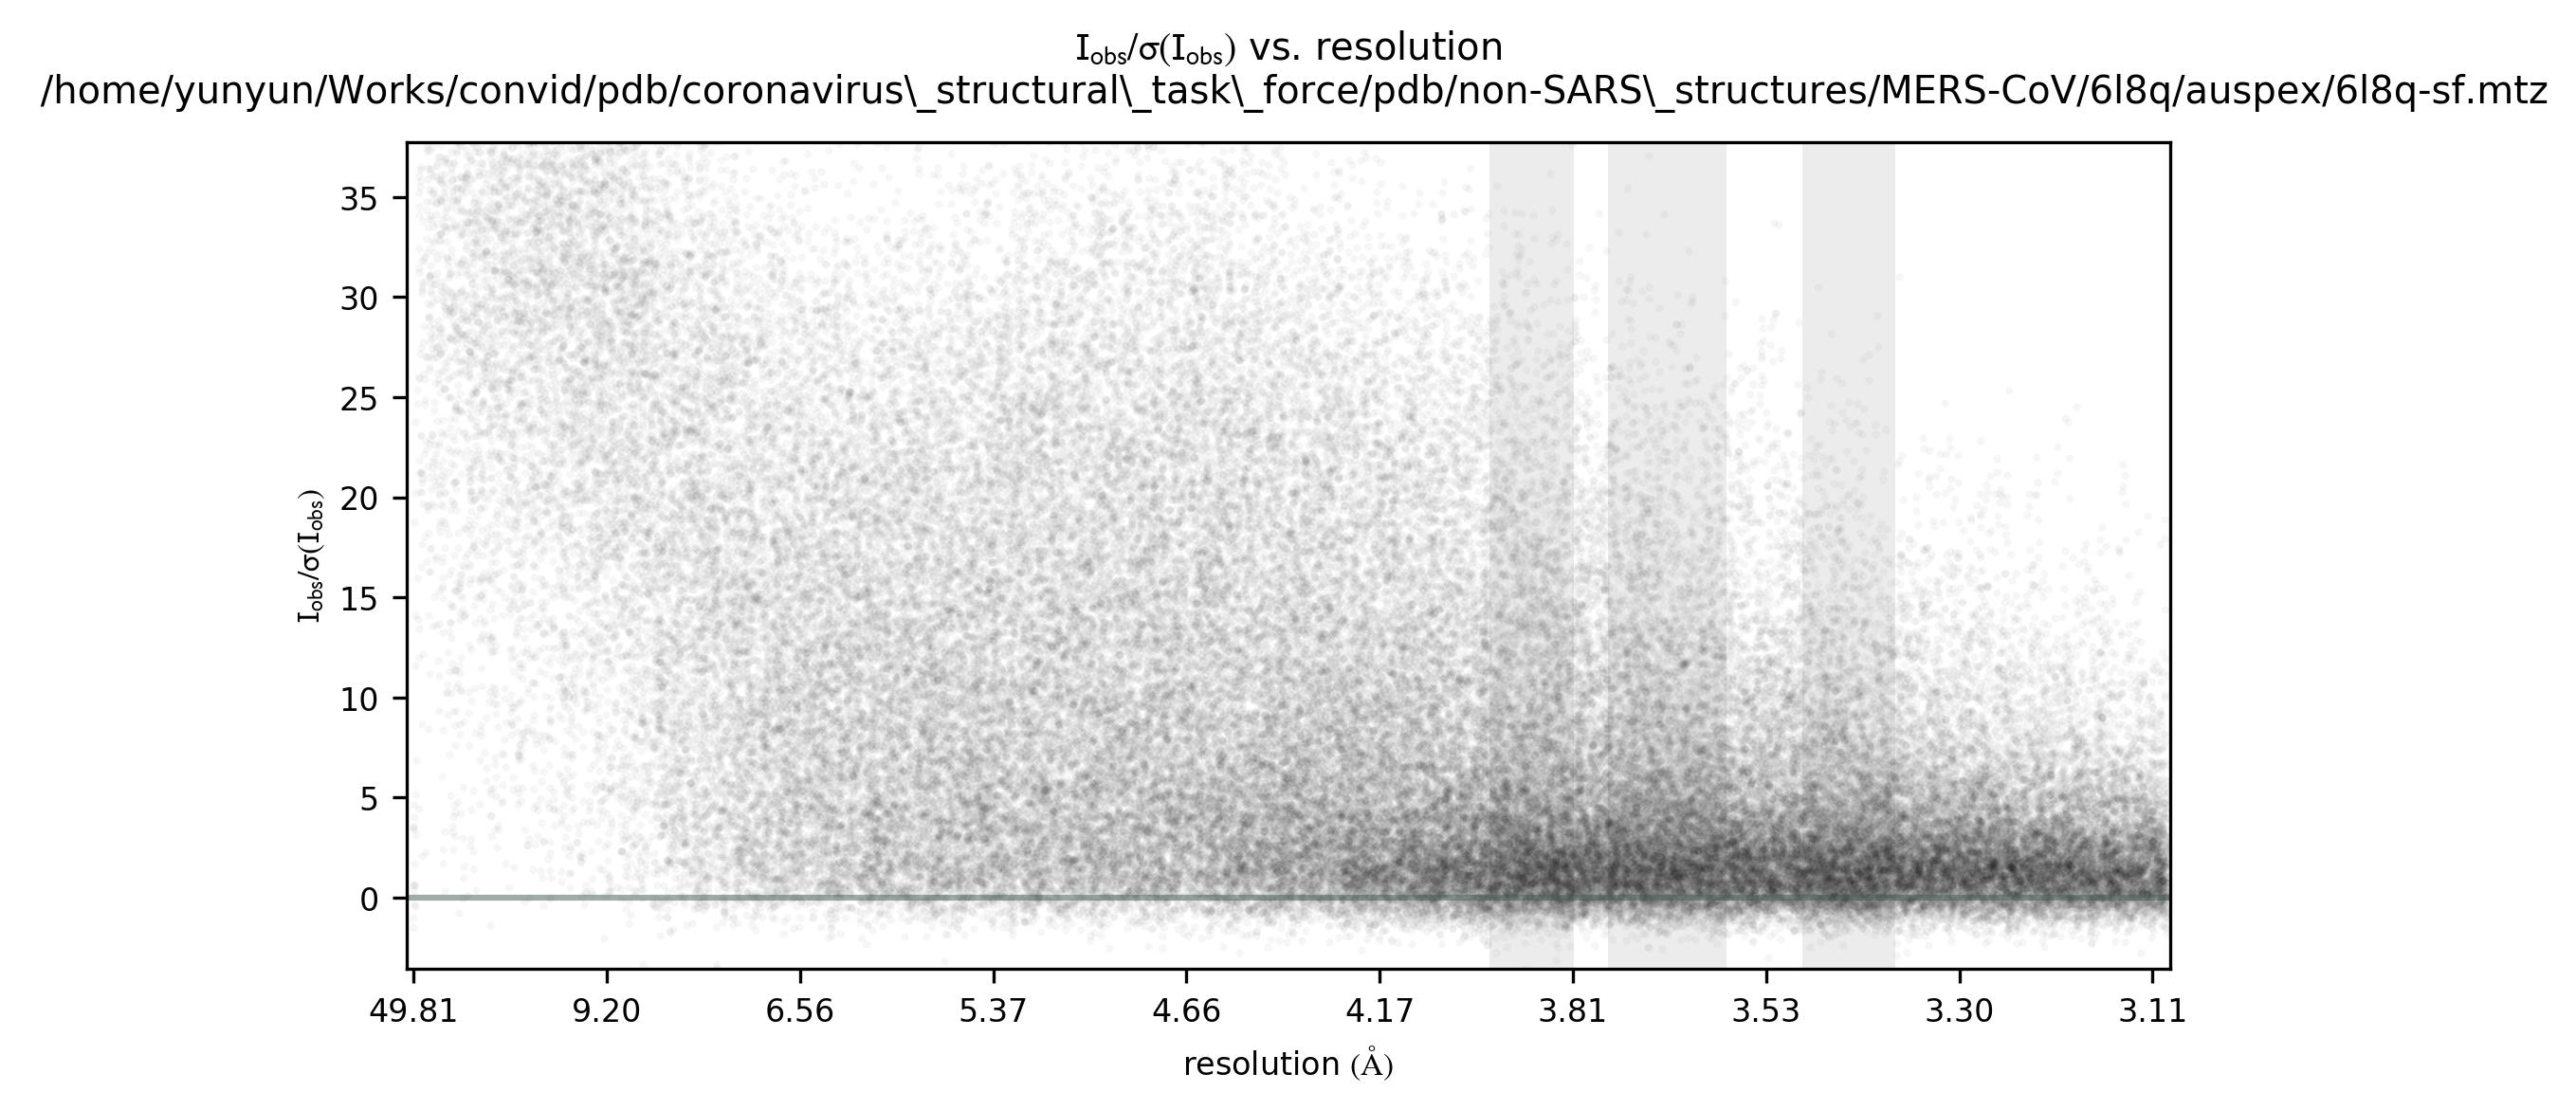 Iobs/σ(Iobs) vs. resolution
/home/yunyun/Works/convid/pdb/coronavirus\_structural\_task\_force/pdb/non-SARS\_structures/MERS-CoV/6l8q/auspex/6l8q-sf.mtz
Iobs/σ(Iobs)
35
30
25
20
15
10
5
0
49.81 9.20 6.56 5.37 4.66 4.17 3.81 3.53 3.30 3.11
resolution (Å)